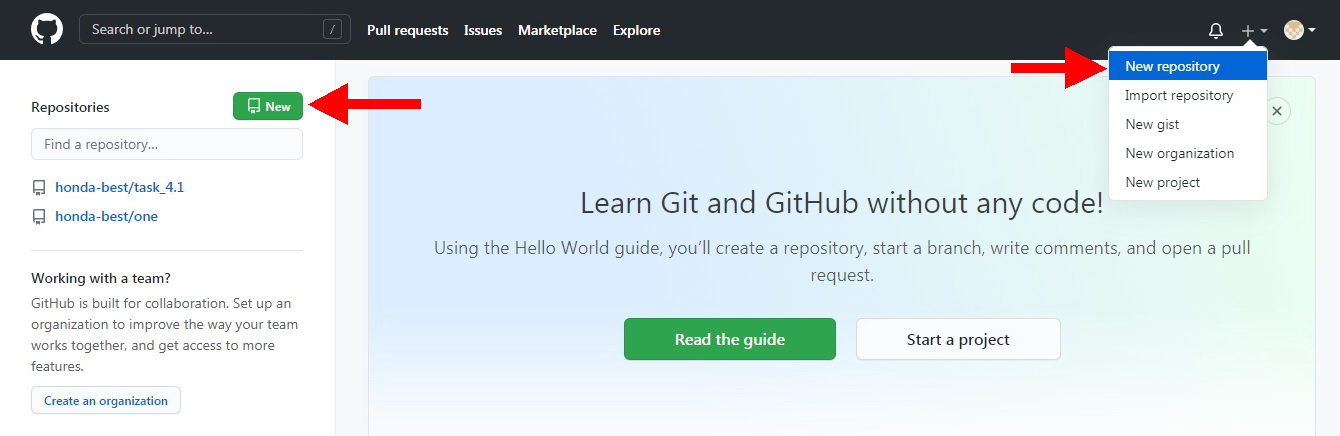 Search or jump to... /
Pull requests Issues Marketplace Explore
Repositories
New
Find a repository...
honda-best/task_4.1
honda-best/one
Working with a team?
GitHub is built for collaboration. Set up an
organization to improve the way your team
works together, and get access to more
features.
Create an organization
Learn Git and GitHub without any code!
Using the Hello World guide, you’ll create a repository, start a branch, write comments, and open a pull
request.
Read the guide
Start a project
New repository
Import repository
New gist
New organization
New project